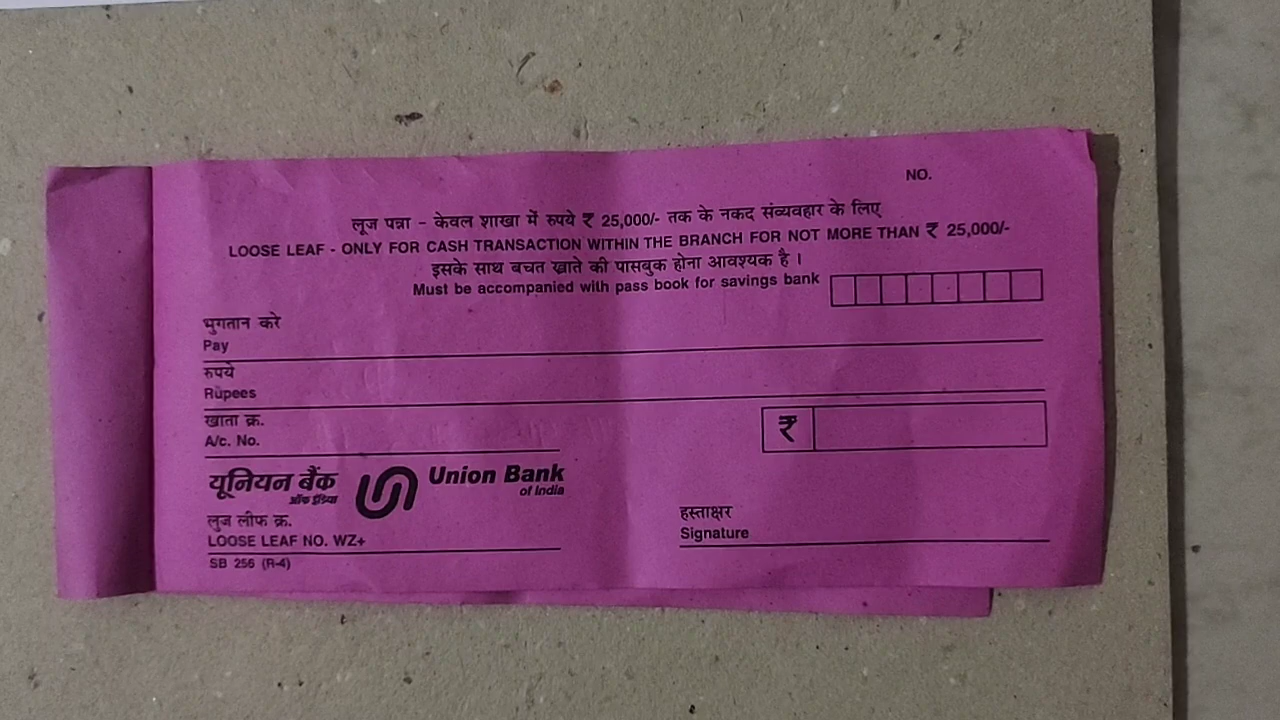 NO.
लूज पन्ना - केवल शाखा में रुपये ₹ 25,000/- तक के नकद संव्यवहार के लिए
LOOSE LEAF - ONLY FOR CASH TRANSACTION WITHIN THE BRANCH FOR NOT MORE THAN ₹ 25,000/-
इसके साथ बचत खाते की पासबुक होना आवश्यक है ।
Must be accompanied with pass book for savings bank
भुगतान करे
Pay
रुपये
Rupees
खाता क्र.
A/c. No.
₹
यूनियन बैंक Union Bank
ऑफ इंडिया of India
लुज लीफ क्र.
LOOSE LEAF NO. WZ+
SB 256 (R-4)
हस्ताक्षर
Signature